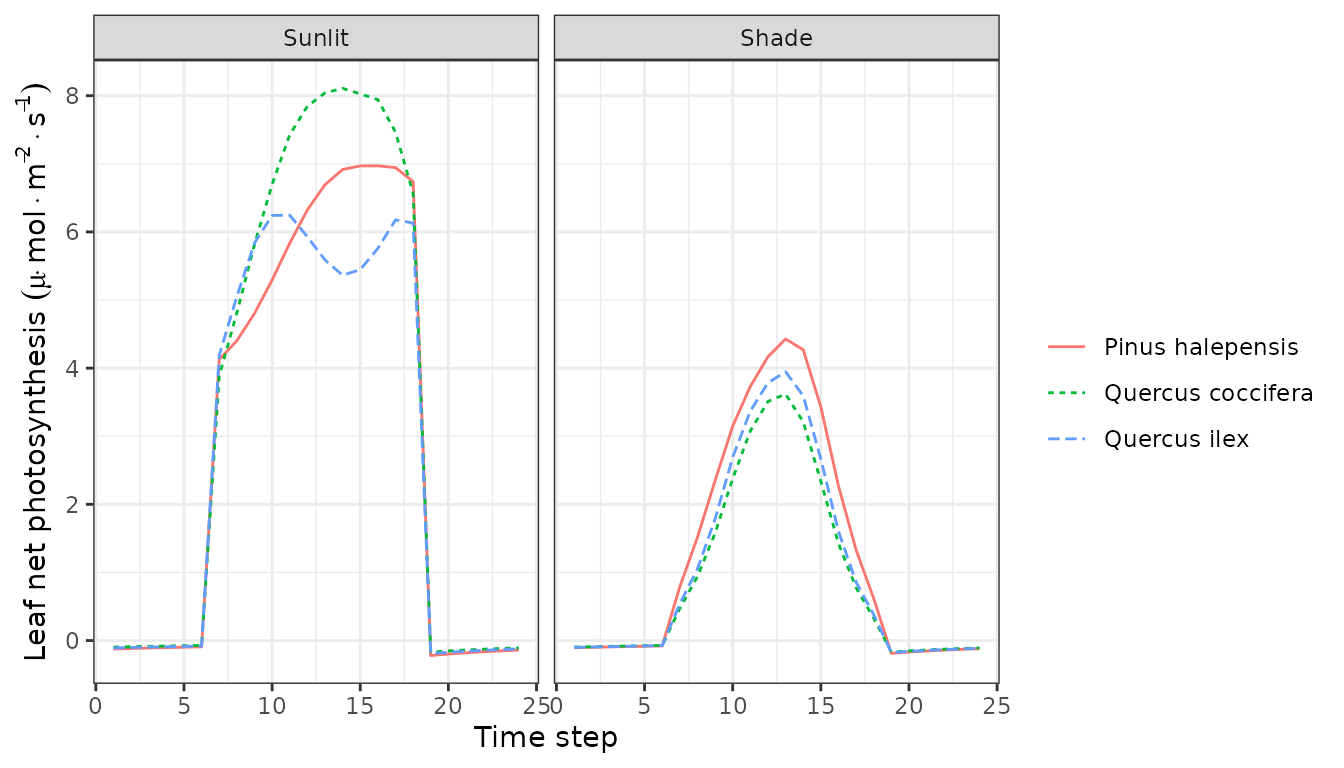 Sunlit
Shade
Leaf net photosynthesis (μ mol · m⁻² · s⁻¹)
8
6
4
2
0
0 5 10 15 20 25
0 5 10 15 20 25
Time step
Pinus halepensis
Quercus coccifera
Quercus ilex